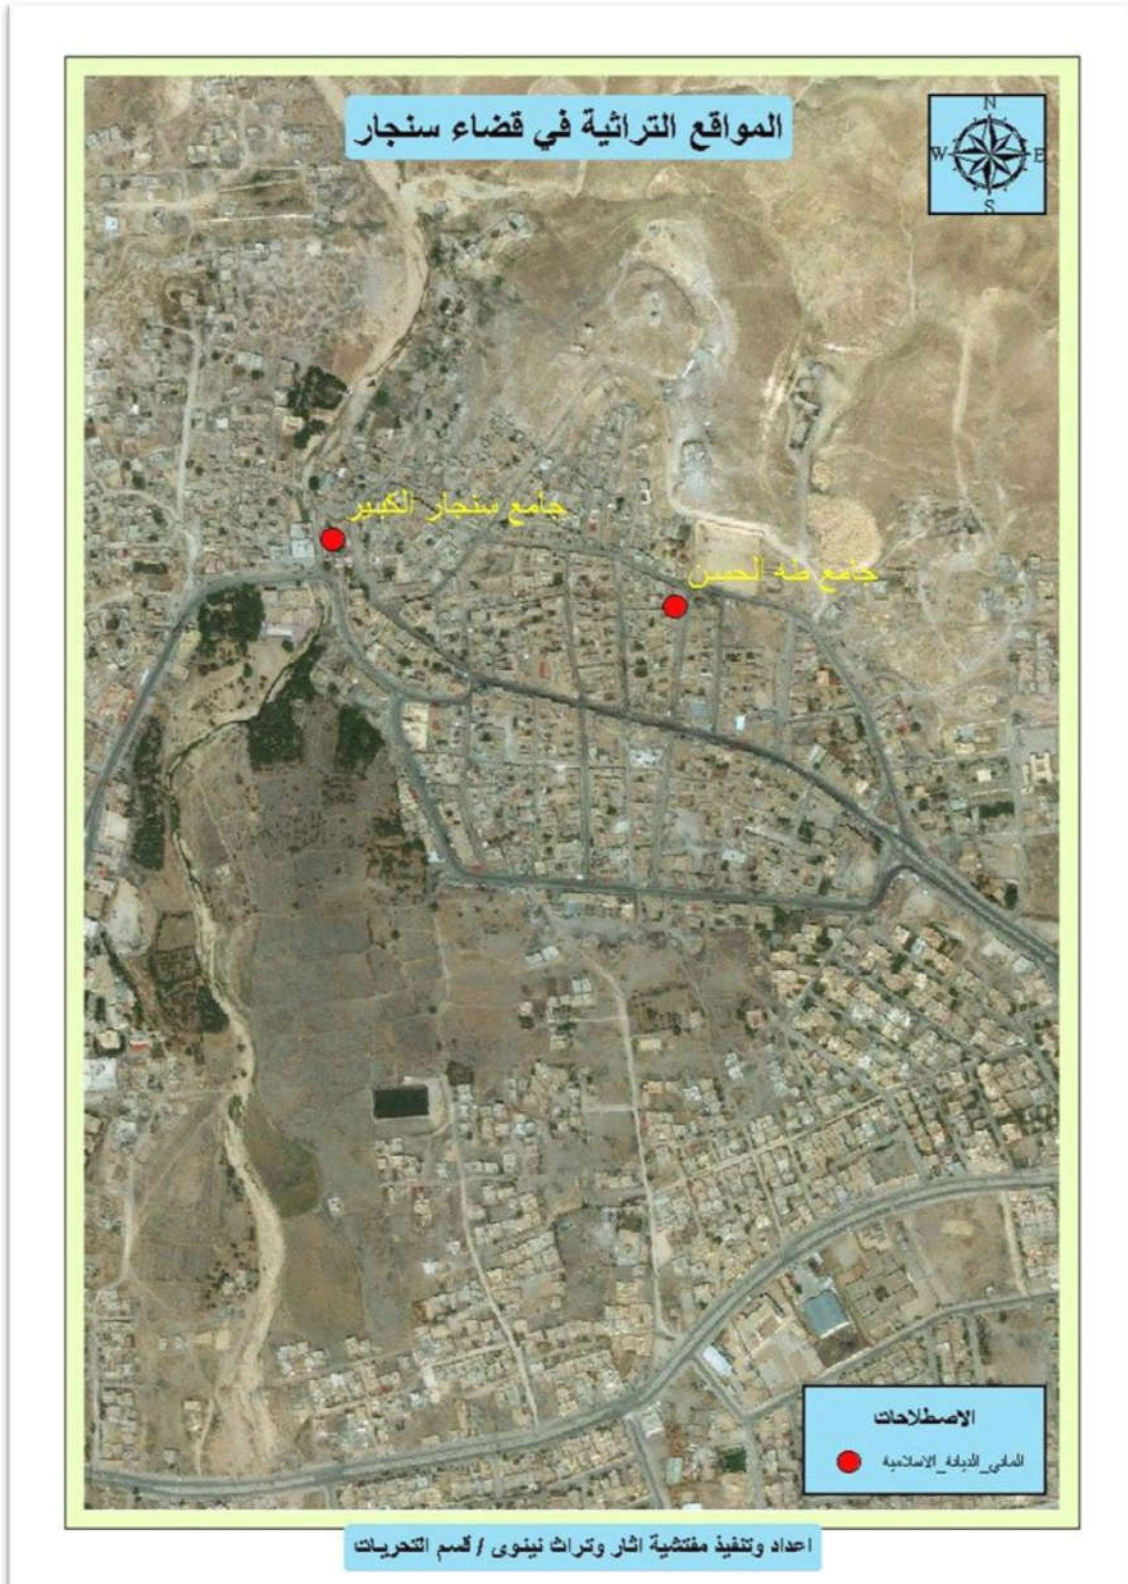 المواقع التراثية في قضاء سنجار
N
W E
S
جامع سنجار الكبير
جامع طه الحسن
الاصطلاحات
المباني_الديانة_الاسلامية
اعداد وتنفيذ مفتشية اثار وتراث نينوى / قسم التحريات